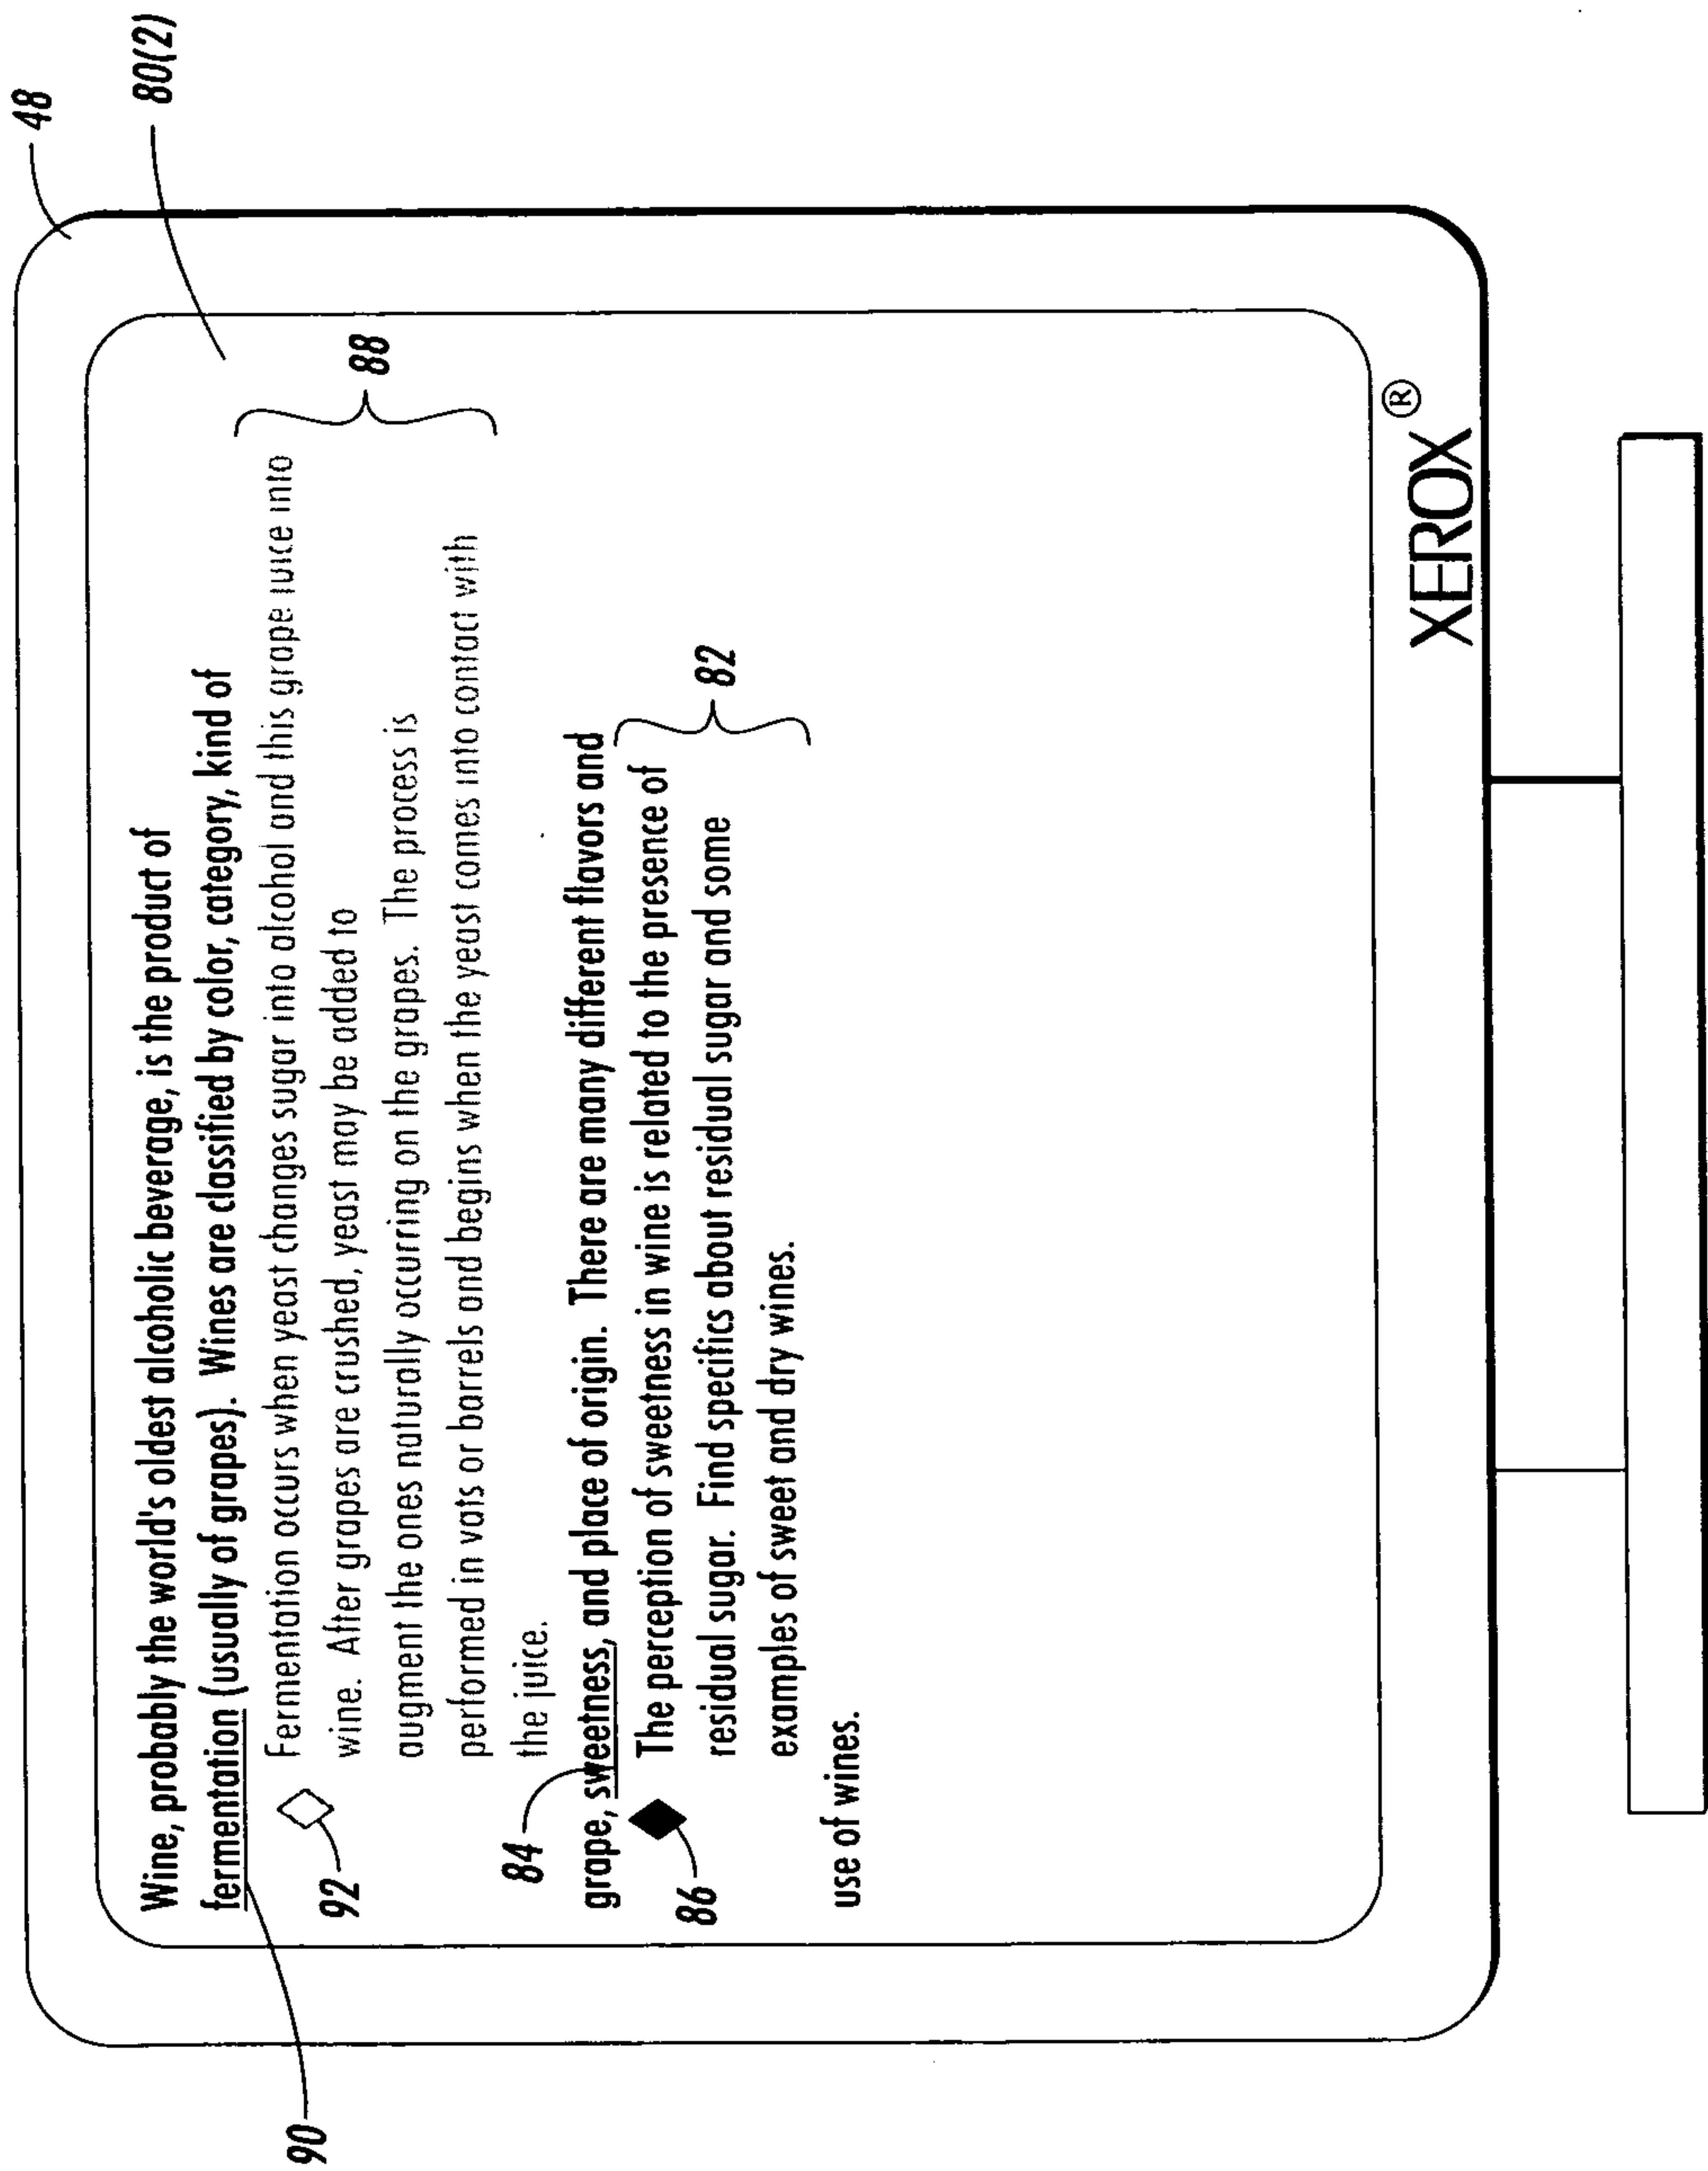 48
80(2)
Wine, probably the world's oldest alcoholic beverage, is the product of
fermentation (usually of grapes). Wines are classified by color, category, kind of
90
Fermentation occurs when yeast changes sugar into alcohol and this grape juice into
wine. After grapes are crushed, yeast may be added to
augment the ones naturally occurring on the grapes. The process is
performed in vats or barrels and begins when the yeast comes into contact with
the juice.
92
88
84
grape, sweetness, and place of origin. There are many different flavors and
The perception of sweetness in wine is related to the presence of
residual sugar. Find specifics about residual sugar and some
examples of sweet and dry wines.
86
82
use of wines.
XEROX ®